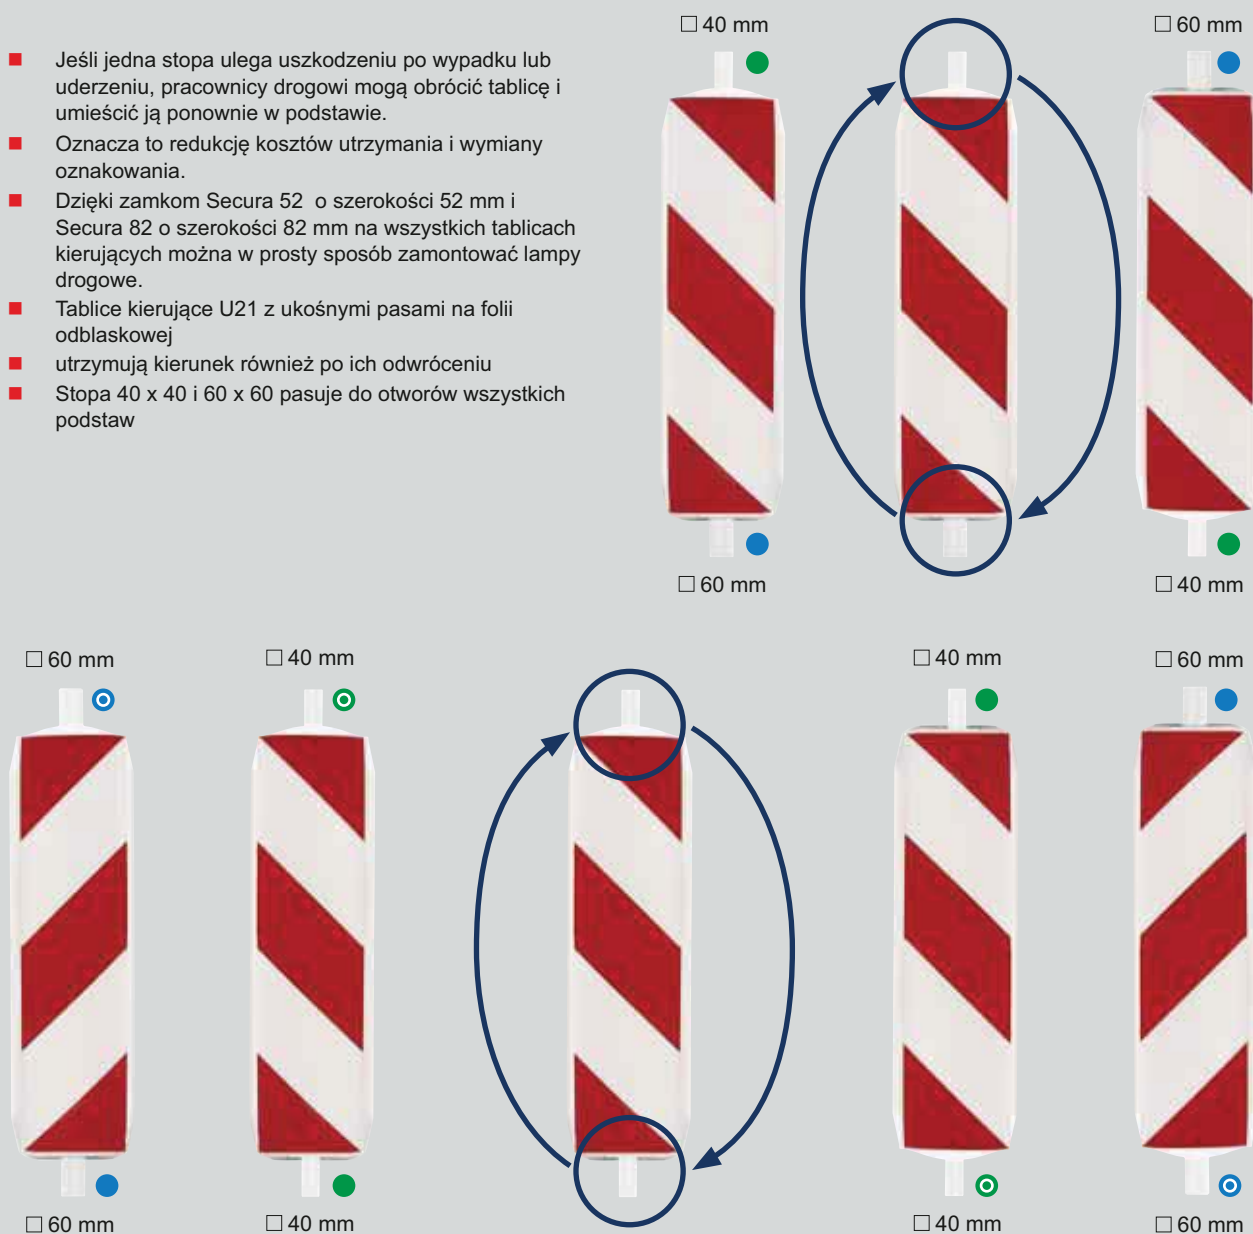 Jeśli jedna stopa ulega uszkodzeniu po wypadku lub
uderzeniu, pracownicy drogowi mogą obrócić tablicę i
umieścić ją ponownie w podstawie.
Oznacza to redukcję kosztów utrzymania i wymiany
oznakowania.
Dzięki zamkom Secura 52 o szerokości 52 mm i
Secura 82 o szerokości 82 mm na wszystkich tablicach
kierujących można w prosty sposób zamontować lampy
drogowe.
Tablice kierujące U21 z ukośnymi pasami na folii
odblaskowej
utrzymują kierunek również po ich odwróceniu
Stopa 40 x 40 i 60 x 60 pasuje do otworów wszystkich
podstaw
□ 40 mm
□ 60 mm
□ 60 mm
□ 40 mm
□ 60 mm
□ 40 mm
□ 40 mm
□ 60 mm
□ 60 mm
□ 40 mm
□ 40 mm
□ 60 mm